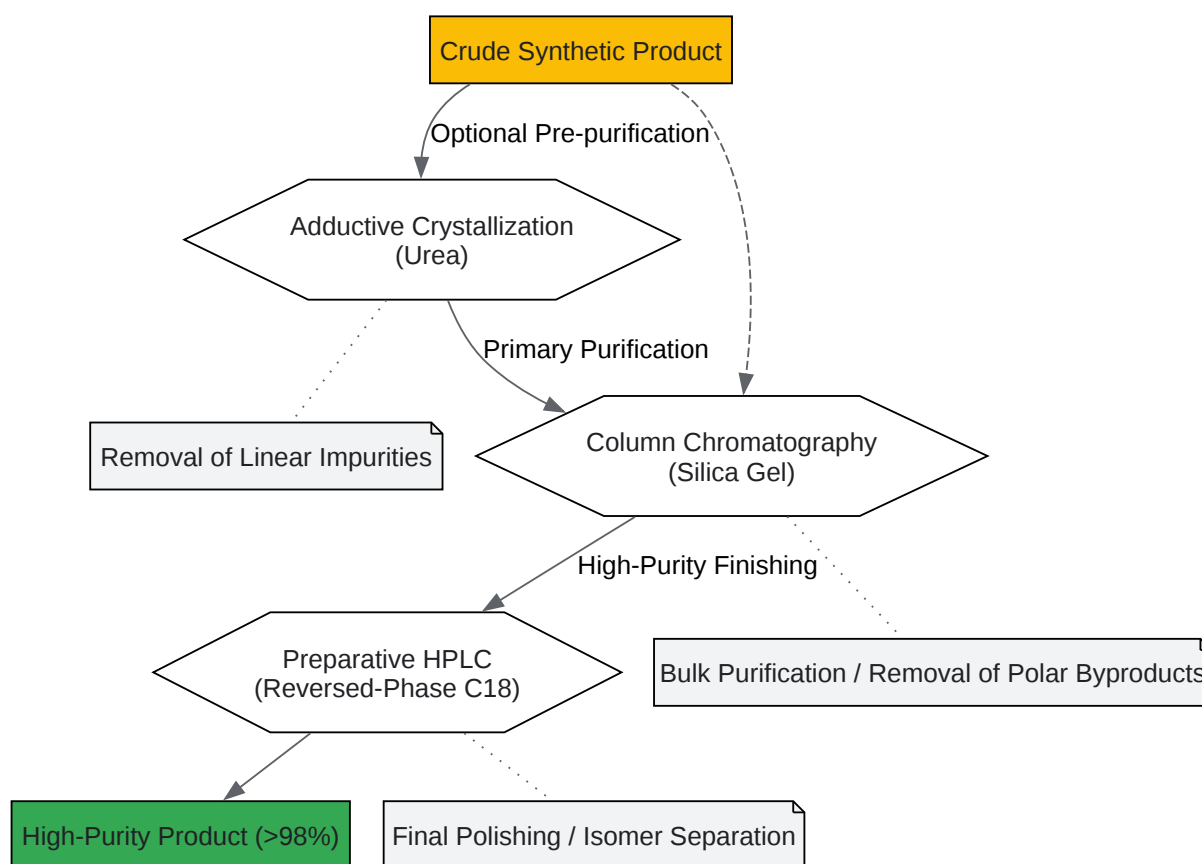 Crude Synthetic Product
Optional Pre-purification
Adductive Crystallization
(Urea)
Primary Purification
Removal of Linear Impurities
Column Chromatography
(Silica Gel)
High-Purity Finishing
Preparative HPLC
(Reversed-Phase C18)
Bulk Purification / Removal of Polar Byproducts
High-Purity Product (>98%)
Final Polishing / Isomer Separation